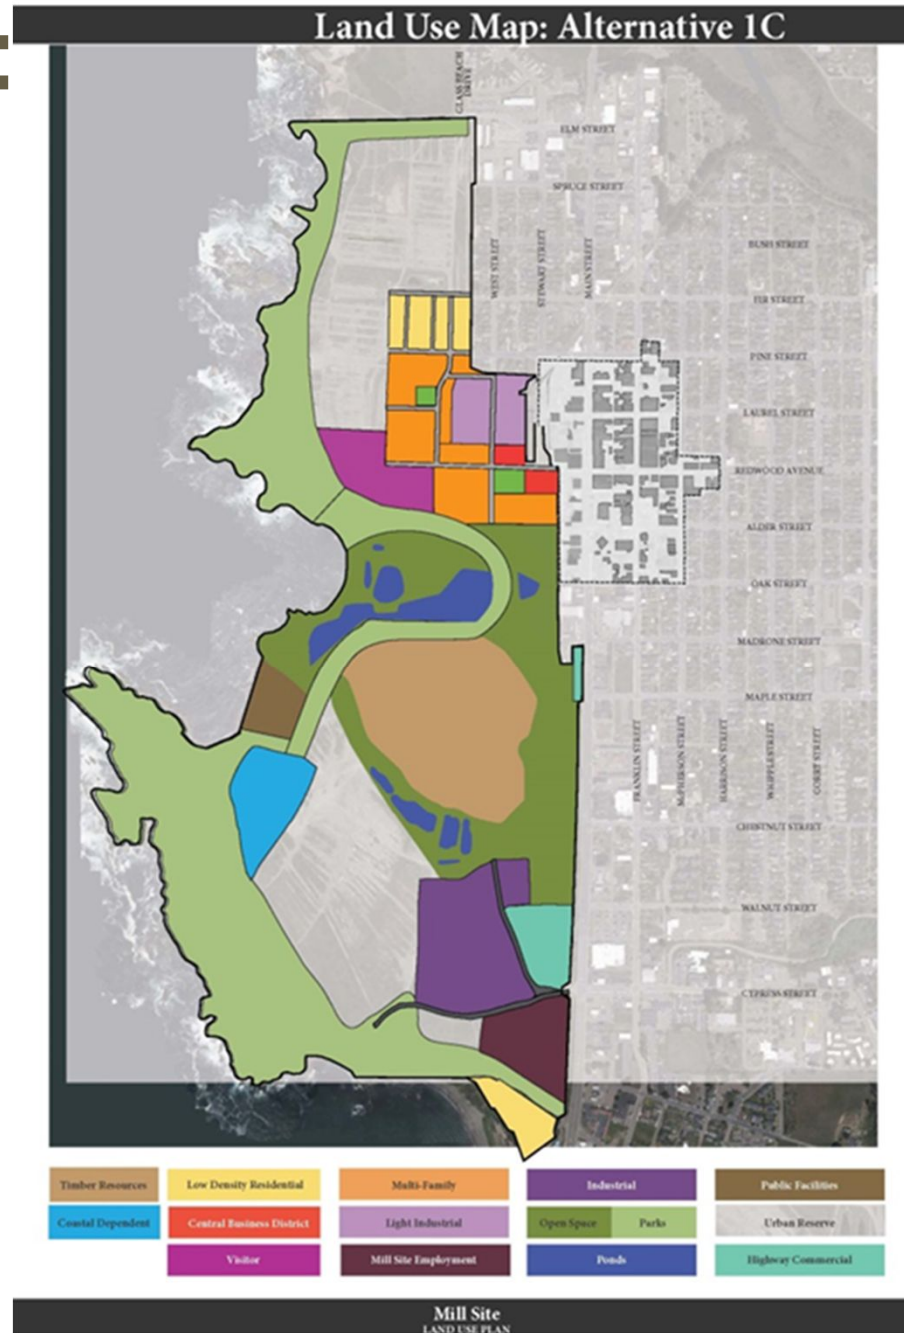 Land Use Map: Alternative 1C
GLASS BEACH
DRIVE
ELM STREET
SPRUCE STREET
WEST STREET
STEWART STREET
MAIN STREET
BUSH STREET
FIR STREET
PINE STREET
LAUREL STREET
REDWOOD AVENUE
ALDER STREET
OAK STREET
MADRONE STREET
MAPLE STREET
FRANKLIN STREET
McPHERSON STREET
HARRISON STREET
WHIPPLE STREET
CORRY STREET
CHESTNUT STREET
WALNUT STREET
CYPRESS STREET
Timber Resources
Low Density Residential
Multi-Family
Industrial
Public Facilities
Coastal Dependent
Central Business District
Light Industrial
Open Space
Parks
Urban Reserve
Visitor
Mill Site Employment
Ponds
Highway Commercial
Mill Site
LAND USE PLAN